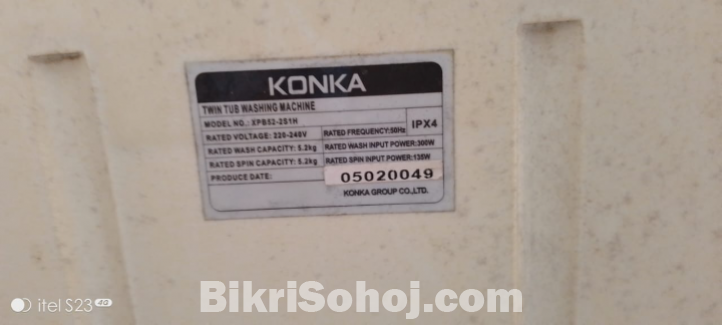 KONKA
TWIN TUB WASHING MACHINE
MODEL NO.: XPB52-2S1H
IPX4
RATED VOLTAGE: 220-240V RATED FREQUENCY:50Hz
RATED WASH CAPACITY: 5.2kg RATED WASH INPUT POWER:300W
RATED SPIN CAPACITY: 5.2kg RATED SPIN INPUT POWER:135W
PRODUCE DATE: 05020049
KONKA GROUP CO.,LTD.
itel S23 4G
BikriSohoj.com